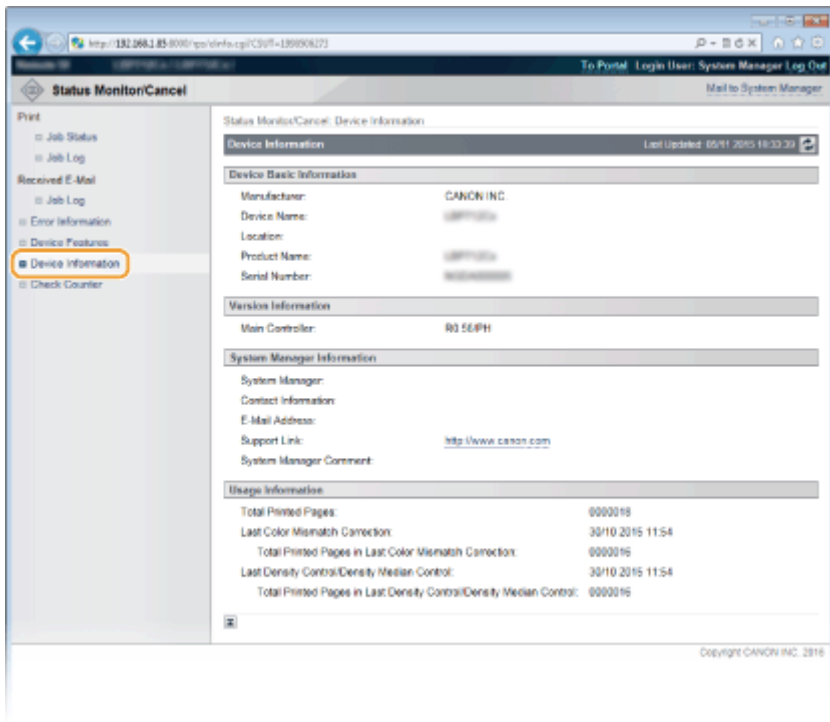 http://192.168.1.85:8000/rps/dinfo.cgi?CSUT=1399506273
To Portal Login User: System Manager Log Out
Status Monitor/Cancel
Mail to System Manager
Print
Job Status
Job Log
Received E-Mail
Job Log
Error Information
Device Features
Device Information
Check Counter
Status Monitor/Cancel: Device Information
Device Information Last Updated: 05/11 2015 18:33:39
Device Basic Information
Manufacturer: CANON INC.
Device Name:
Location:
Product Name:
Serial Number:
Version Information
Main Controller: R0.56/PH
System Manager Information
System Manager:
Contact Information:
E-Mail Address:
Support Link: http://www.canon.com
System Manager Comment:
Usage Information
Total Printed Pages: 0000018
Last Color Mismatch Correction: 30/10 2015 11:54
Total Printed Pages in Last Color Mismatch Correction: 0000016
Last Density Control/Density Median Control: 30/10 2015 11:54
Total Printed Pages in Last Density Control/Density Median Control: 0000016
Copyright CANON INC. 2015